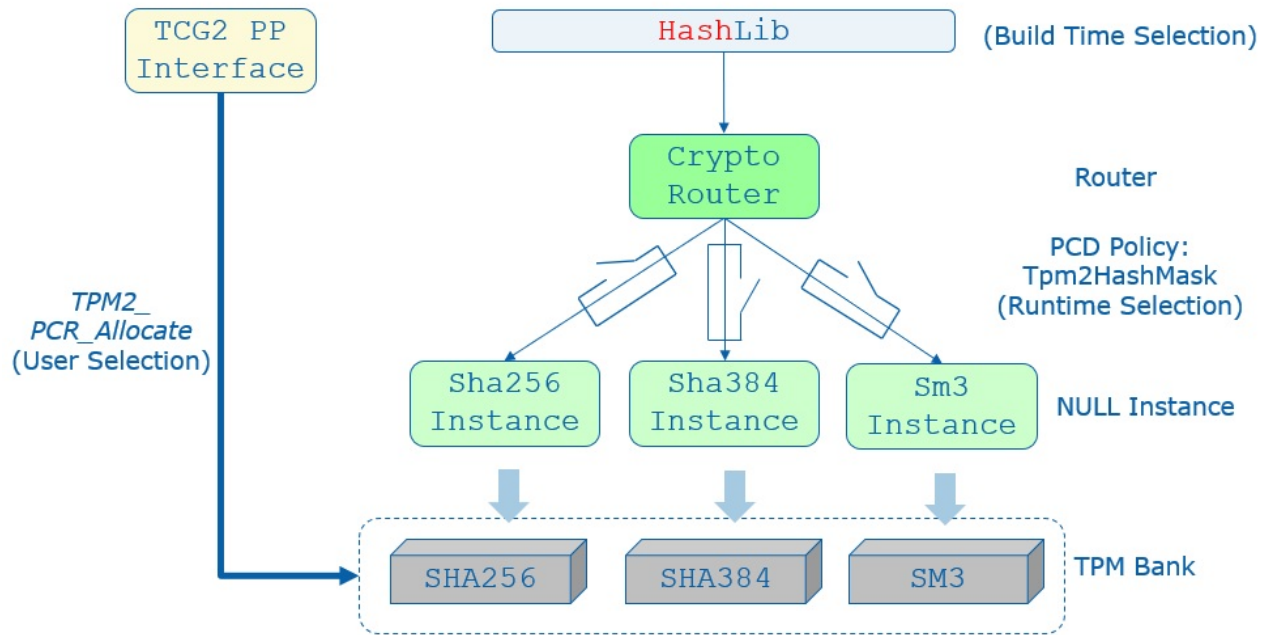 TCG2 PP
Interface
HashLib
(Build Time Selection)
Crypto
Router
Router
PCD Policy:
Tpm2HashMask
(Runtime Selection)
TPM2_
PCR_Allocate
(User Selection)
Sha256
Instance
Sha384
Instance
Sm3
Instance
NULL Instance
SHA256
SHA384
SM3
TPM Bank